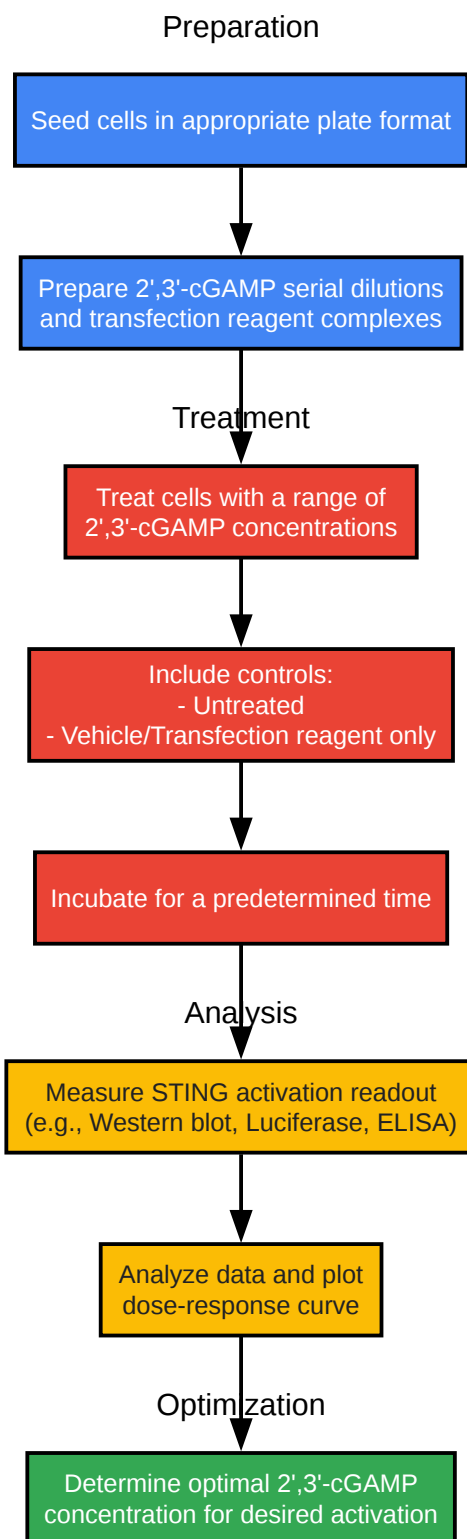 Preparation
Seed cells in appropriate plate format
Prepare 2',3'-cGAMP serial dilutions
and transfection reagent complexes
Treatment
Treat cells with a range of
2',3'-cGAMP concentrations
Include controls:
- Untreated
- Vehicle/Transfection reagent only
Incubate for a predetermined time
Analysis
Measure STING activation readout
(e.g., Western blot, Luciferase, ELISA)
Analyze data and plot
dose-response curve
Optimization
Determine optimal 2',3'-cGAMP
concentration for desired activation